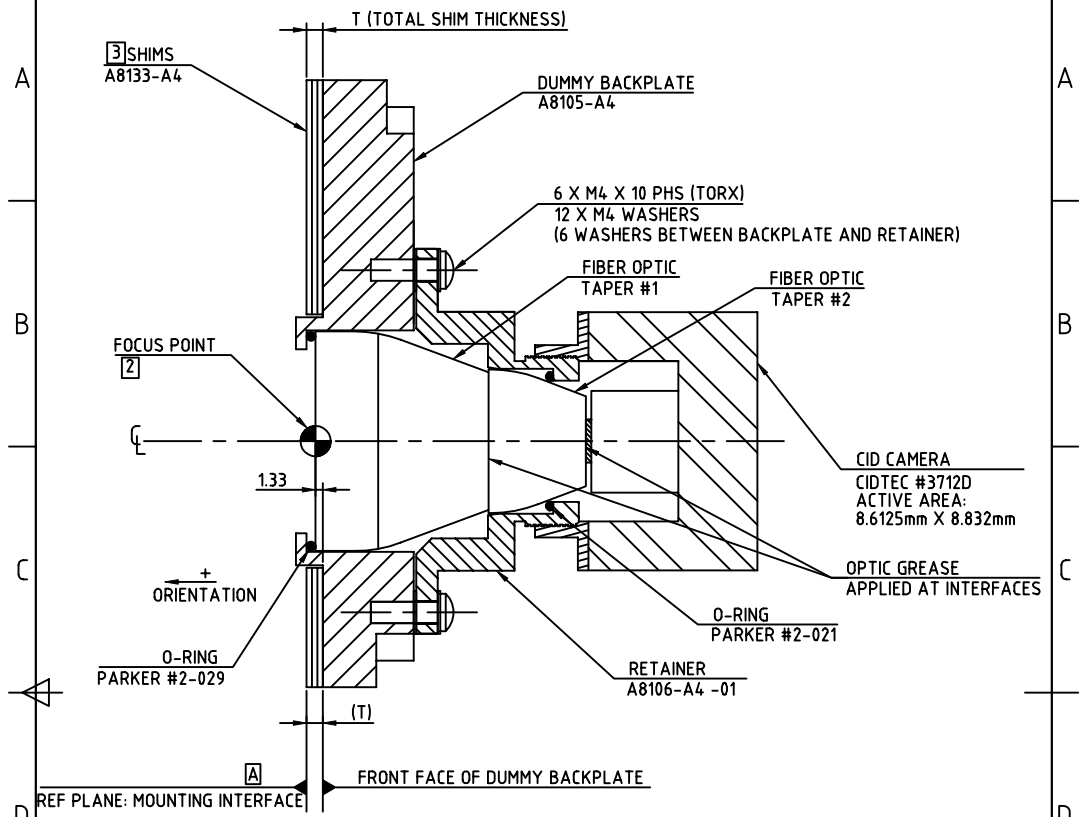 T (TOTAL SHIM THICKNESS)
3 SHIMS
A8133-A4
A
A
DUMMY BACKPLATE
A8105-A4
6 X M4 X 10 PHS (TORX)
12 X M4 WASHERS
(6 WASHERS BETWEEN BACKPLATE AND RETAINER)
FIBER OPTIC
TAPER #1
FIBER OPTIC
TAPER #2
B
B
FOCUS POINT
2
CL
1.33
CID CAMERA
CIDTEC #3712D
ACTIVE AREA:
8.6125mm X 8.832mm
C
C
+
ORIENTATION
OPTIC GREASE
APPLIED AT INTERFACES
O-RING
PARKER #2-021
O-RING
PARKER #2-029
RETAINER
A8106-A4 -01
(T)
A
FRONT FACE OF DUMMY BACKPLATE
REF PLANE: MOUNTING INTERFACE
D
D